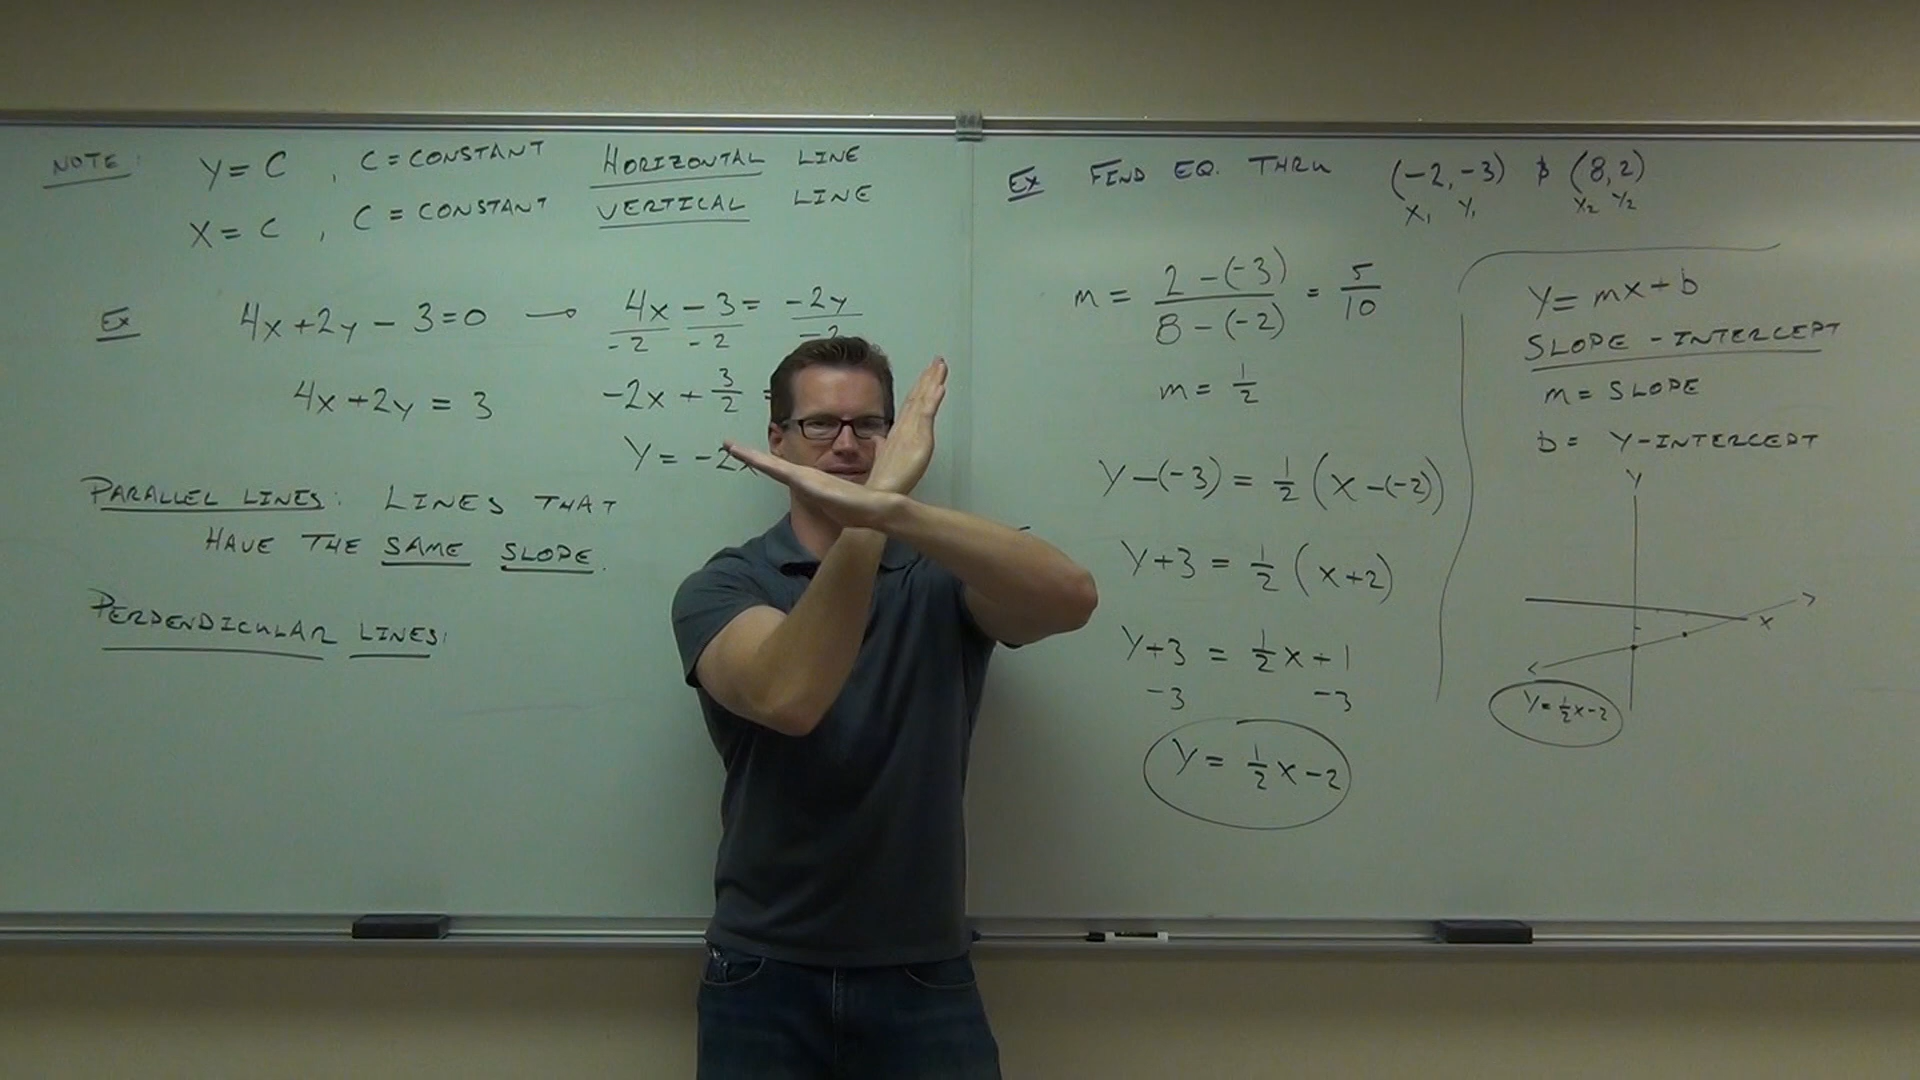 NOTE: Y = C , C = CONSTANT HORIZONTAL LINE
X = C , C = CONSTANT VERTICAL LINE
Ex 4x + 2y - 3 = 0 → 4x - 3 = -2y
-2 -2 -2
4x + 2y = 3
-2x + 3/2 =
Y = -2x
PARALLEL LINES: LINES THAT
HAVE THE SAME SLOPE.
PERPENDICULAR LINES:
Ex FIND EQ. THRU (-2, -3) & (8, 2)
X₁ Y₁ X₂ Y₂
m = 2 - (-3) / 8 - (-2) = 5/10
m = 1/2
Y - (-3) = 1/2 (X - (-2))
Y + 3 = 1/2 (X + 2)
Y + 3 = 1/2 X + 1
-3 -3
Y = 1/2 X - 2
Y = mX + b
SLOPE - INTERCEPT
m = SLOPE
b = Y-INTERCEPT
Y
X
Y = 1/2 X - 2